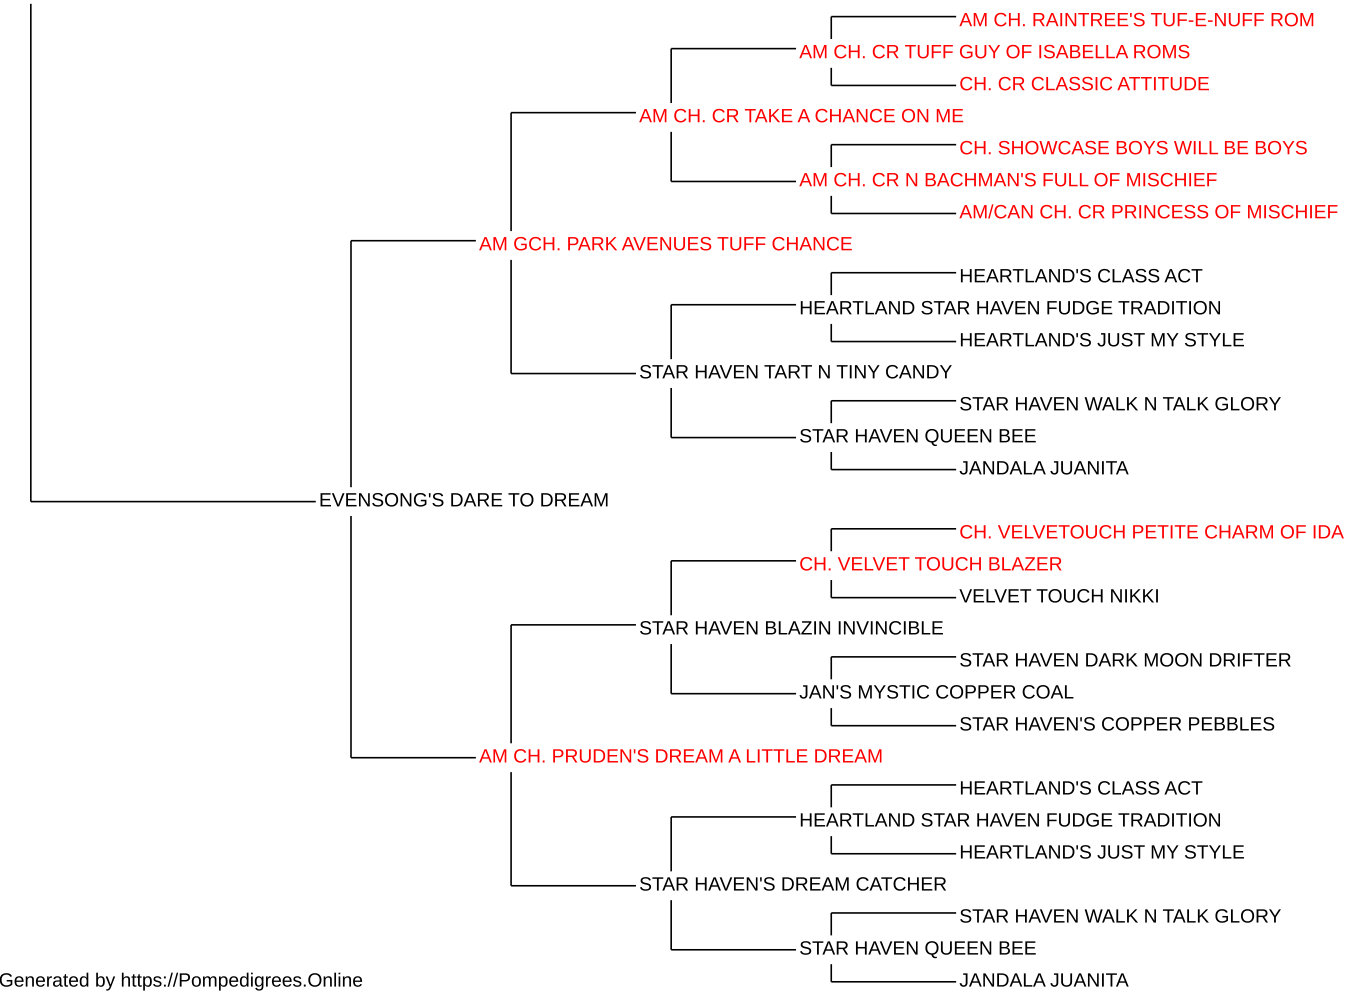 AM CH. RAINTREE'S TUF-E-NUFF ROM
AM CH. CR TUFF GUY OF ISABELLA ROMS
CH. CR CLASSIC ATTITUDE
AM CH. CR TAKE A CHANCE ON ME
CH. SHOWCASE BOYS WILL BE BOYS
AM CH. CR N BACHMAN'S FULL OF MISCHIEF
AM/CAN CH. CR PRINCESS OF MISCHIEF
AM GCH. PARK AVENUES TUFF CHANCE
HEARTLAND'S CLASS ACT
HEARTLAND STAR HAVEN FUDGE TRADITION
HEARTLAND'S JUST MY STYLE
STAR HAVEN TART N TINY CANDY
STAR HAVEN WALK N TALK GLORY
STAR HAVEN QUEEN BEE
JANDALA JUANITA
EVENSONG'S DARE TO DREAM
CH. VELVETOUCH PETITE CHARM OF IDA
CH. VELVET TOUCH BLAZER
VELVET TOUCH NIKKI
STAR HAVEN BLAZIN INVINCIBLE
STAR HAVEN DARK MOON DRIFTER
JAN'S MYSTIC COPPER COAL
STAR HAVEN'S COPPER PEBBLES
AM CH. PRUDEN'S DREAM A LITTLE DREAM
HEARTLAND'S CLASS ACT
HEARTLAND STAR HAVEN FUDGE TRADITION
HEARTLAND'S JUST MY STYLE
STAR HAVEN'S DREAM CATCHER
STAR HAVEN WALK N TALK GLORY
STAR HAVEN QUEEN BEE
JANDALA JUANITA
Generated by https://Pompedigrees.Online